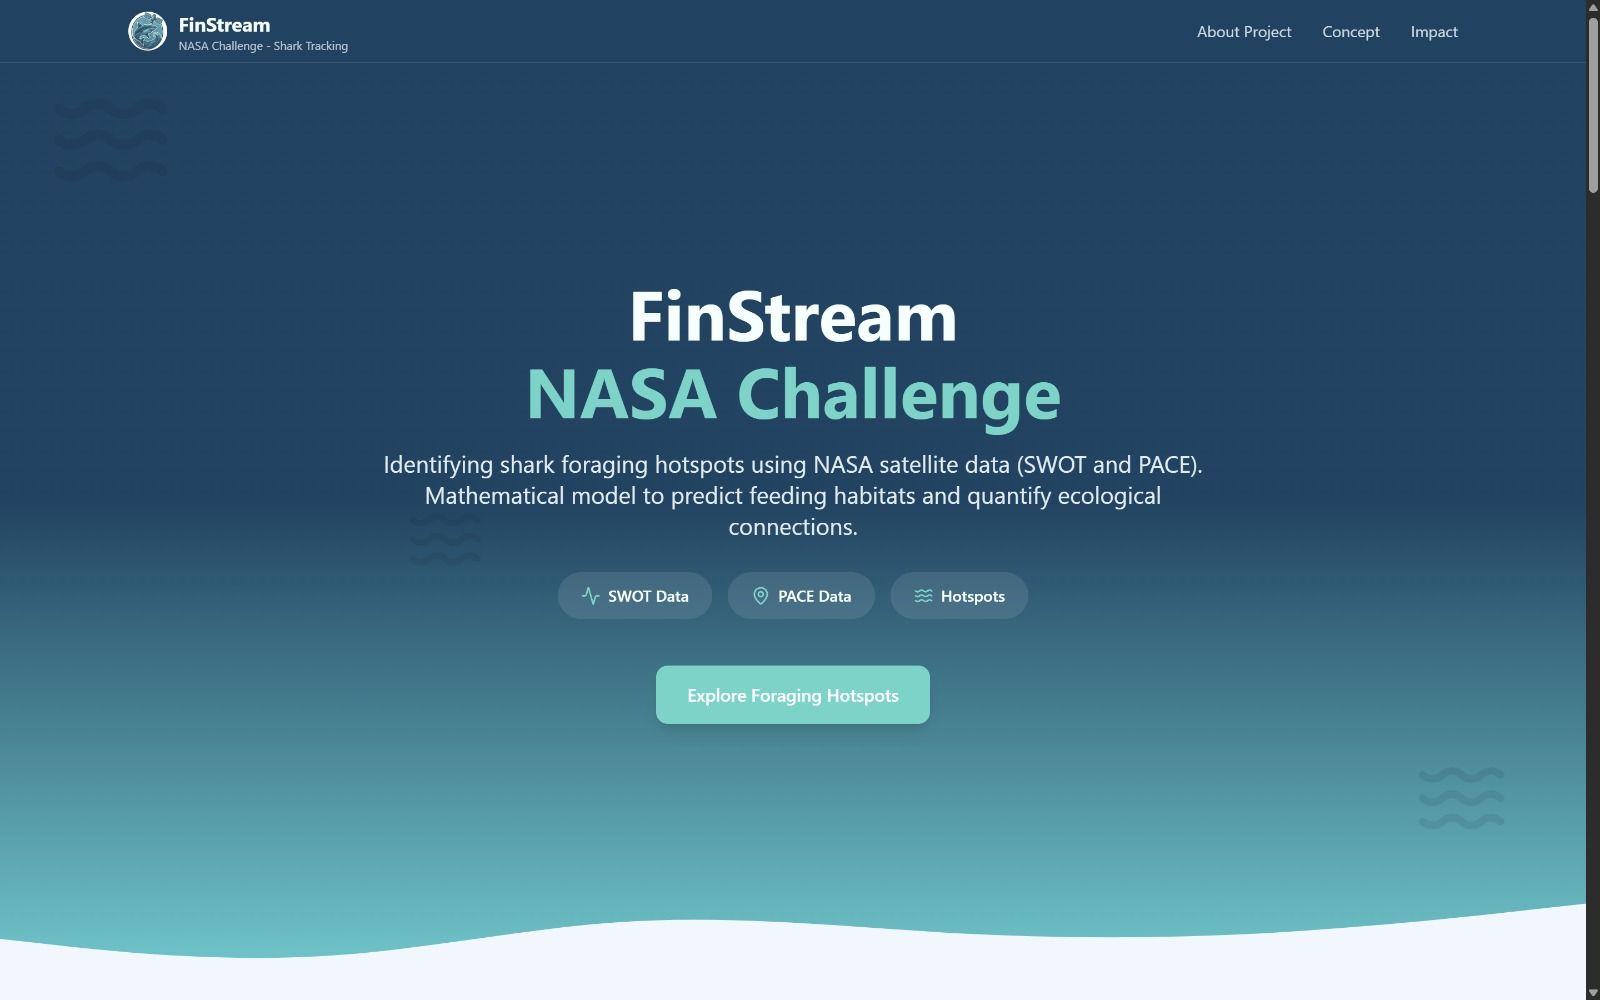 FinStream
NASA Challenge - Shark Tracking
About Project
Concept
Impact
FinStream
NASA Challenge
Identifying shark foraging hotspots using NASA satellite data (SWOT and PACE).
Mathematical model to predict feeding habitats and quantify ecological
connections.
SWOT Data
PACE Data
Hotspots
Explore Foraging Hotspots